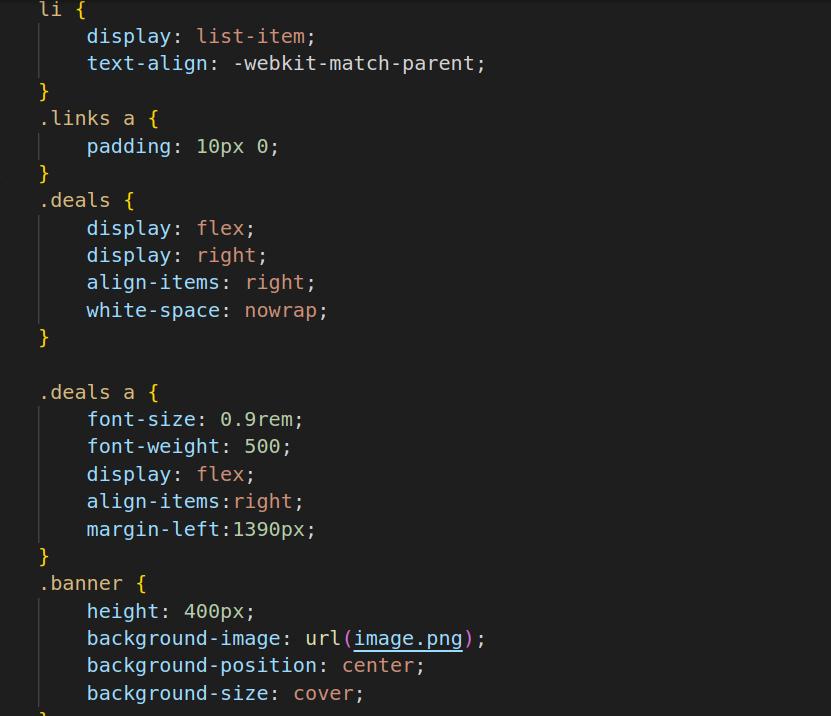 li {
    display: list-item;
    text-align: -webkit-match-parent;
}
.links a {
    padding: 10px 0;
}
.deals {
    display: flex;
    display: right;
    align-items: right;
    white-space: nowrap;
}

.deals a {
    font-size: 0.9rem;
    font-weight: 500;
    display: flex;
    align-items:right;
    margin-left:1390px;
}
.banner {
    height: 400px;
    background-image: url(image.png);
    background-position: center;
    background-size: cover;
}